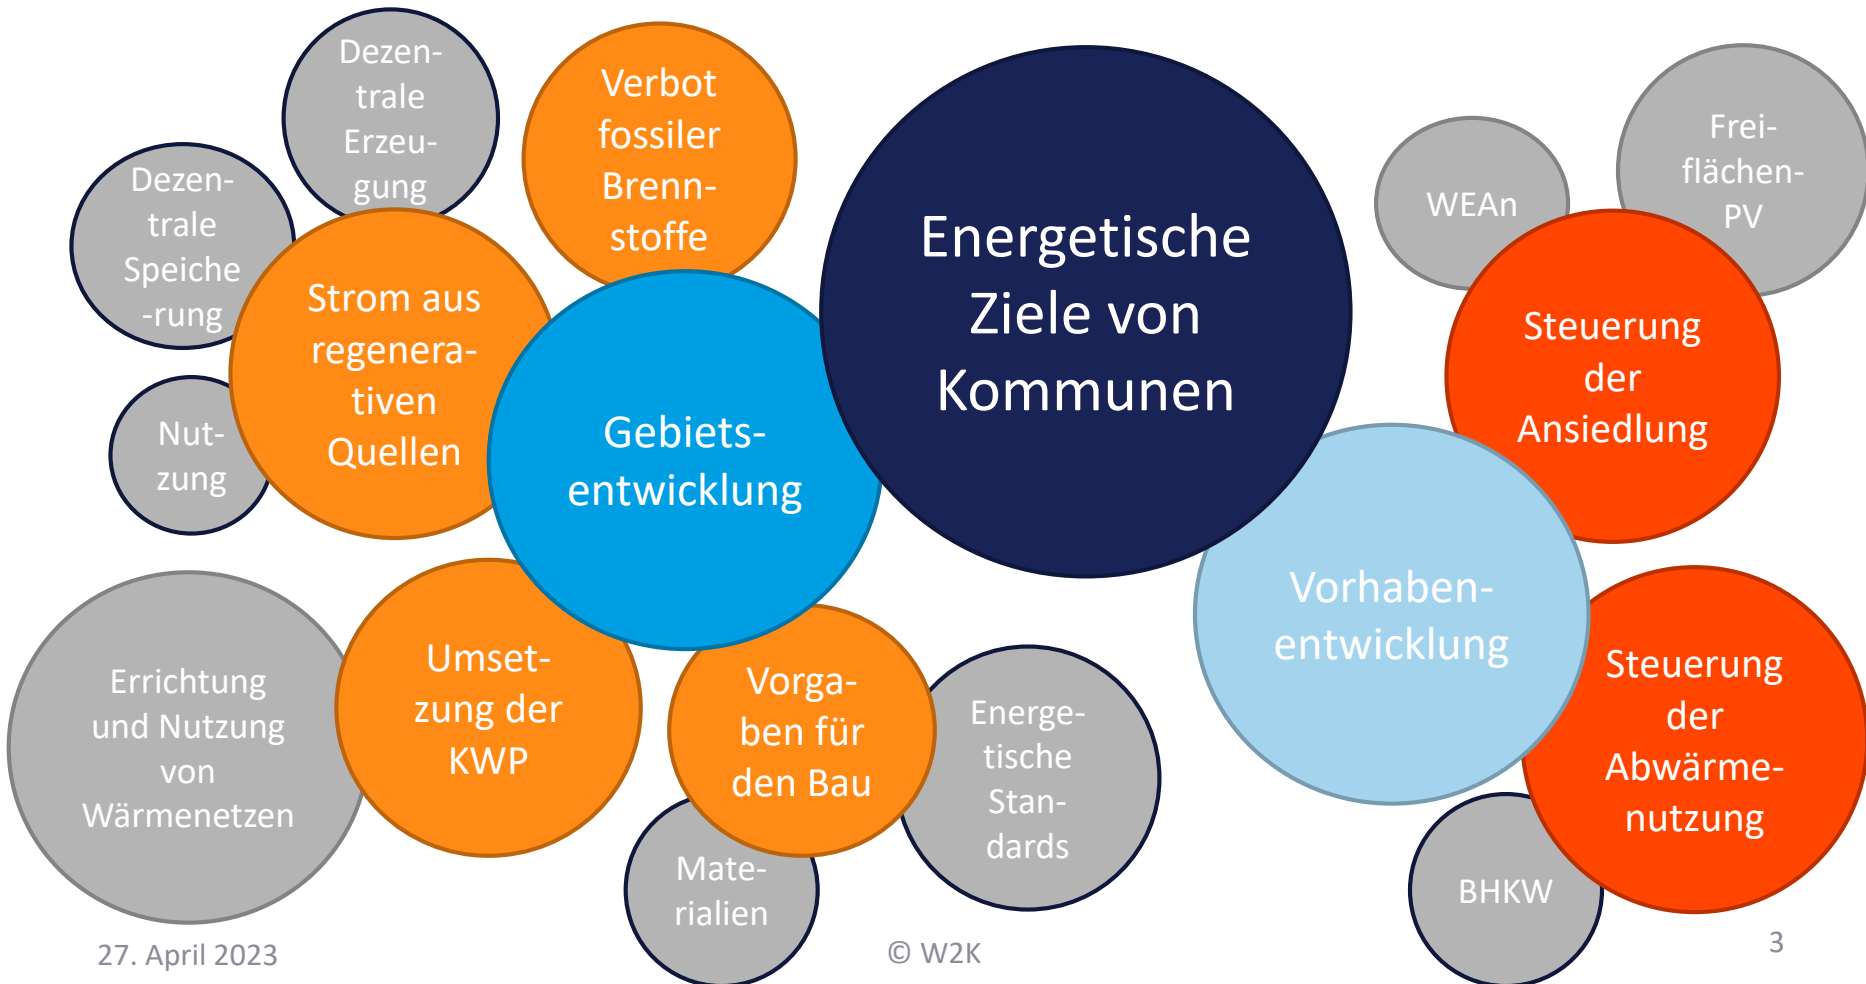 Dezen-
trale
Erzeu-
gung
Verbot
fossiler
Brenn-
stoffe
Energetische
Ziele von
Kommunen
WEAn
Frei-
flächen-
PV
Dezen-
trale
Speiche
-rung
Strom aus
regenera-
tiven
Quellen
Nut-
zung
Gebiets-
entwicklung
Steuerung
der
Ansiedlung
Vorhaben-
entwicklung
Errichtung
und Nutzung
von
Wärmenetzen
Umset-
zung der
KWP
Vorga-
ben für
den Bau
Energe-
tische
Stan-
dards
Steuerung
der
Abwärme-
nutzung
Mate-
rialien
BHKW
27. April 2023
© W2K
3